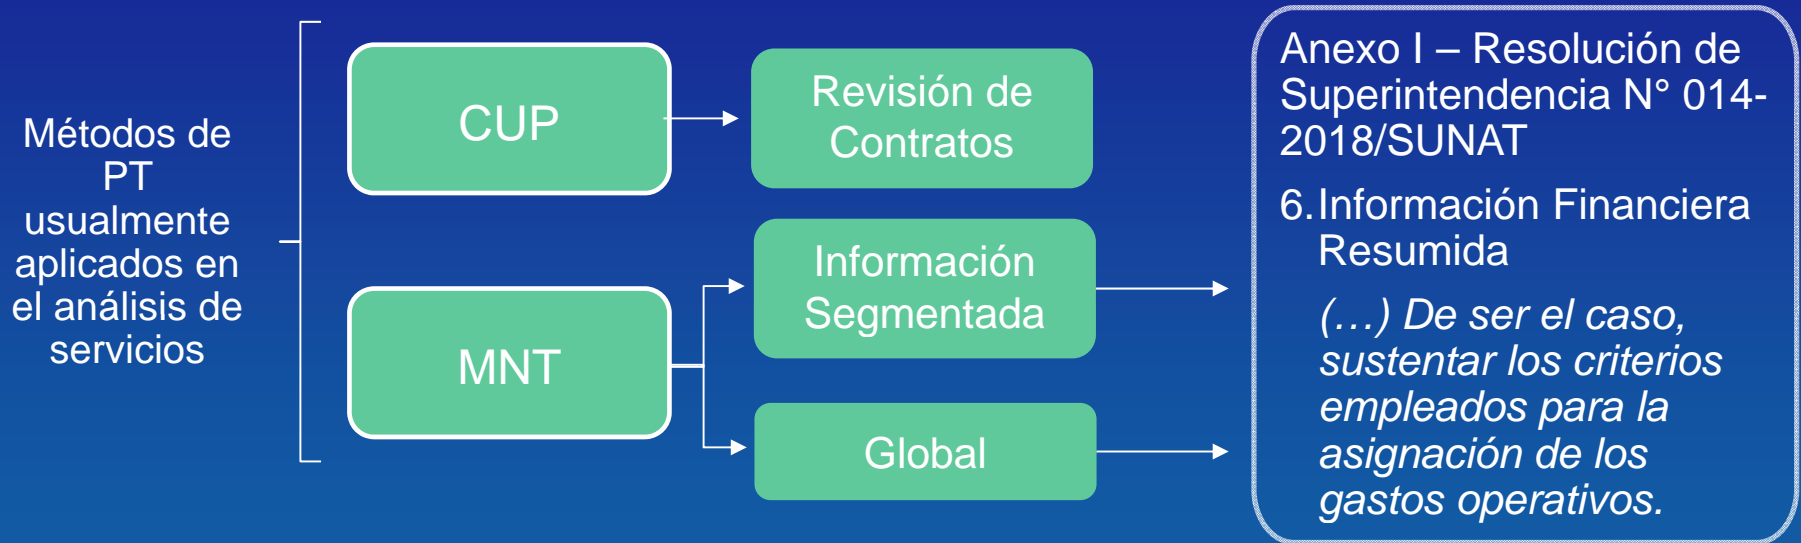 Métodos de
PT
usualmente
aplicados en
el análisis de
servicios
CUP
Revisión de
Contratos
MNT
Información
Segmentada
Global
Anexo I – Resolución de
Superintendencia N° 014-
2018/SUNAT
6.Información Financiera
Resumida
(…) De ser el caso,
sustentar los criterios
empleados para la
asignación de los
gastos operativos.